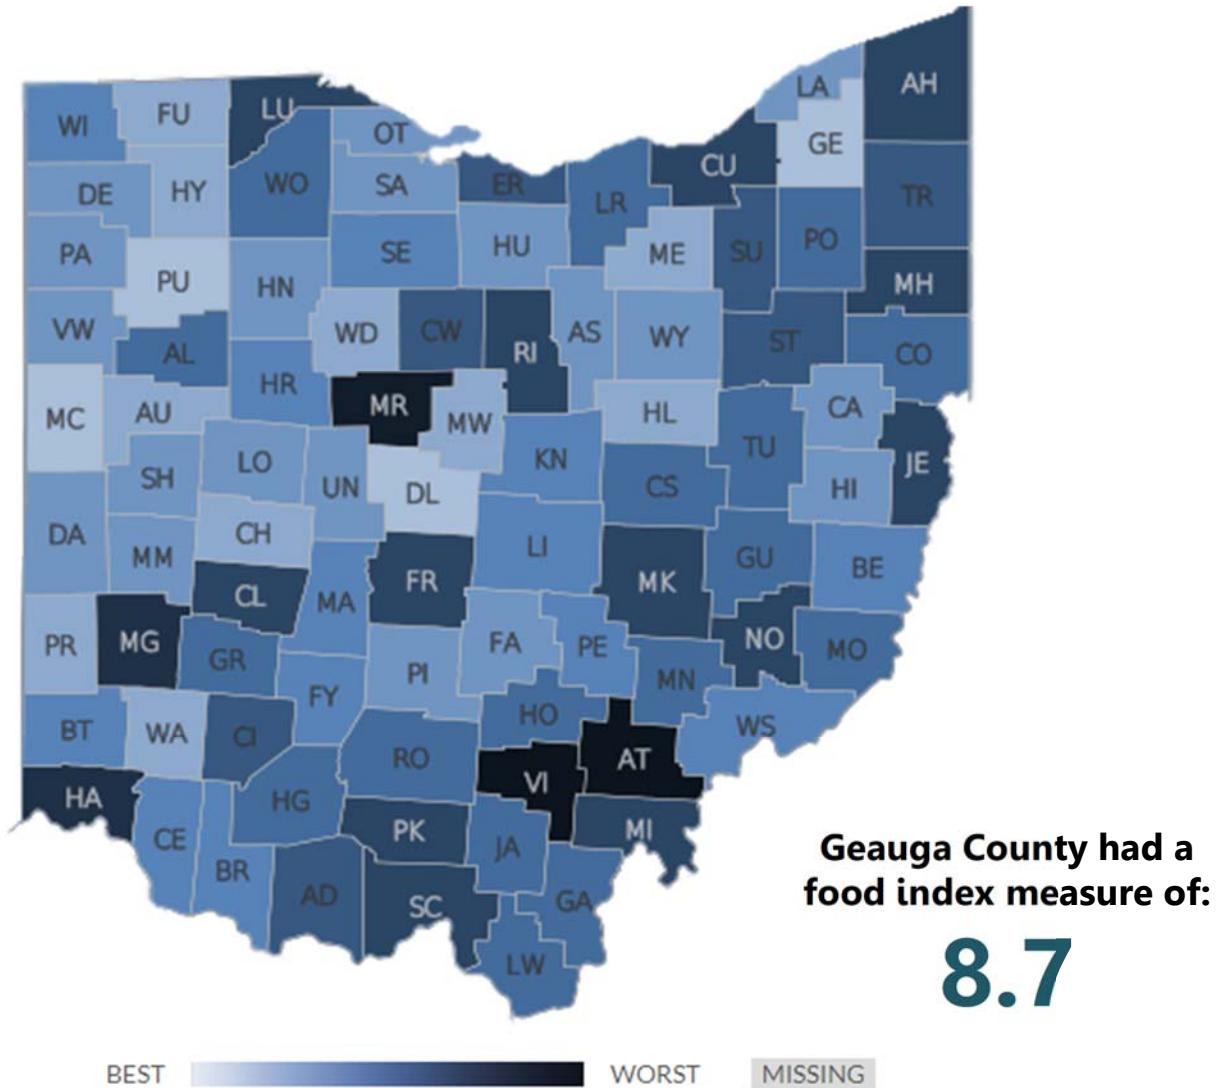 AH
LA
LU
FU
GE
WI
OT
CU
WO
SA
ER
HY
DE
TR
LR
PO
HU
SU
SE
ME
PA
PU
MH
HN
VW
CW
AS
WD
WY
ST
RI
AL
CO
HR
MR
CA
AU
HL
MC
MW
TU
KN
LO
JE
SH
CS
UN
HI
DL
CH
DA
LI
MM
GU
BE
FR
MK
CL
MA
NO
PR
MG
FA
PE
MO
GR
PI
MN
FY
HO
WS
BT
WA
CI
RO
AT
VI
HA
HG
PK
MI
CE
JA
BR
AD
GA
SC
LW
Geauga County had a
food index measure of:
8.7
BEST WORST MISSING